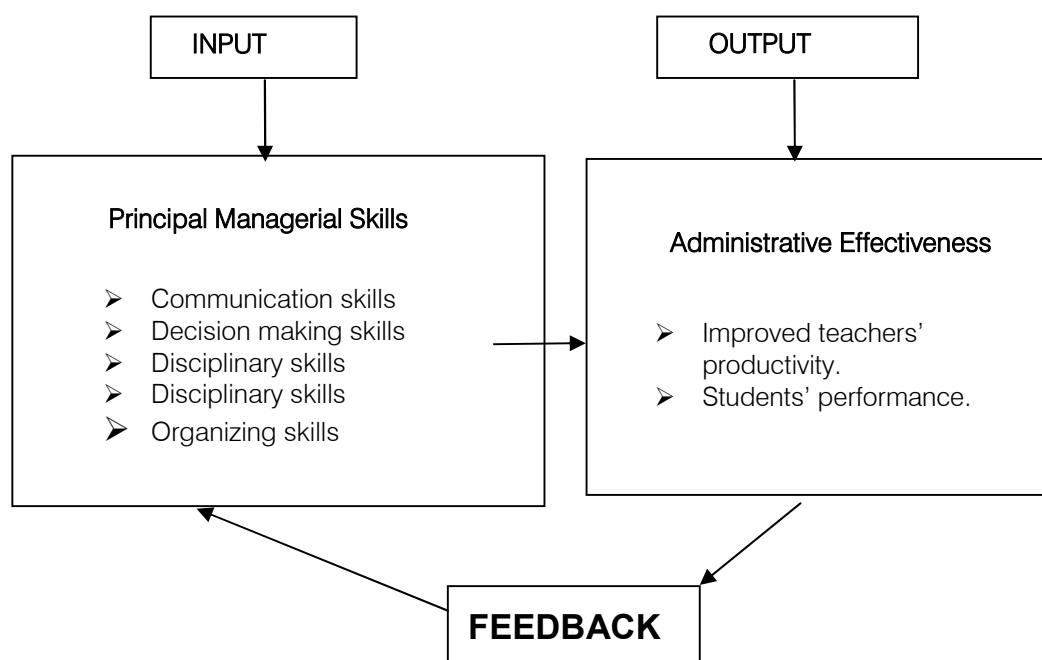 INPUT
OUTPUT
Principal Managerial Skills
➢ Communication skills
➢ Decision making skills
➢ Disciplinary skills
➢ Disciplinary skills
➢ Organizing skills
Administrative Effectiveness
➢ Improved teachers’
productivity.
➢ Students’ performance.
FEEDBACK